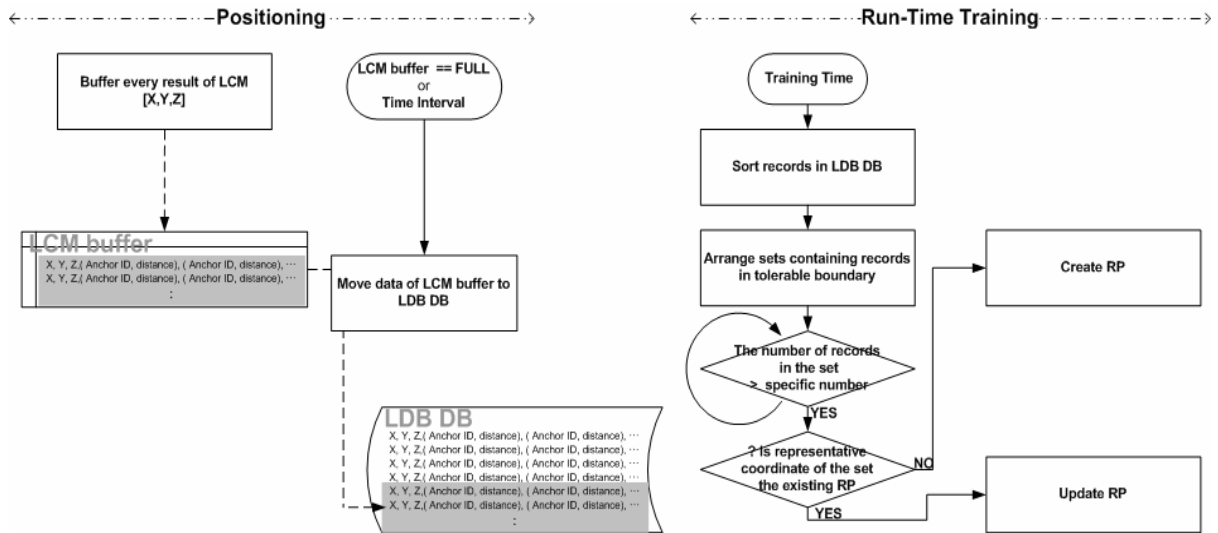 Positioning
Buffer every result of LCM
[X,Y,Z]
LCM buffer == FULL
or
Time Interval
LCM buffer
X, Y, Z,( Anchor ID, distance), ( Anchor ID, distance), ···
X, Y, Z,( Anchor ID, distance), ( Anchor ID, distance), ···
:
Move data of LCM buffer to
LDB DB
LDB DB
X, Y, Z,( Anchor ID, distance), ( Anchor ID, distance), ···
X, Y, Z,( Anchor ID, distance), ( Anchor ID, distance), ···
X, Y, Z,( Anchor ID, distance), ( Anchor ID, distance), ···
X, Y, Z,( Anchor ID, distance), ( Anchor ID, distance), ···
X, Y, Z,( Anchor ID, distance), ( Anchor ID, distance), ···
X, Y, Z,( Anchor ID, distance), ( Anchor ID, distance), ···
:
Run-Time Training
Training Time
Sort records in LDB DB
Arrange sets containing records
in tolerable boundary
The number of records
in the set
> specific number
YES
? Is representative
coordinate of the set
the existing RP
NO
YES
Create RP
Update RP